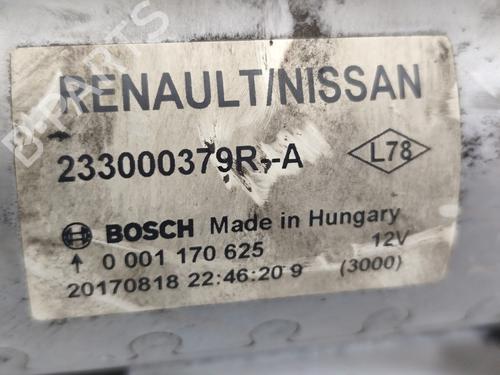 B-PARTS
RENAULT/NISSAN
233000379R--A
L78
BOSCH Made in Hungary
0 001 170 625
12V
20170818 22:46:20 9
(3000)